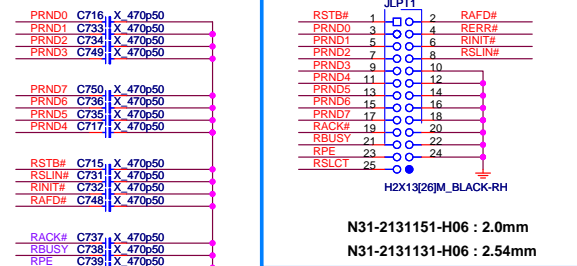 PRND0 C716 X_470p50
PRND1 C733 X_470p50
PRND2 C734 X_470p50
PRND3 C749 X_470p50
PRND7 C750 X_470p50
PRND6 C736 X_470p50
PRND5 C735 X_470p50
PRND4 C717 X_470p50
RSTB# C715 X_470p50
RSLIN# C731 X_470p50
RINIT# C732 X_470p50
RAFD# C748 X_470p50
RACK# C737 X_470p50
RBUSY C738 X_470p50
RPE C739 X_470p50
JLPT1
RSTB# 1 2 RAFD#
PRND0 3 4 RERR#
PRND1 5 6 RINIT#
PRND2 7 8 RSLIN#
PRND3 9 10
PRND4 11 12
PRND5 13 14
PRND6 15 16
PRND7 17 18
RACK# 19 20
RBUSY 21 22
RPE 23 24
RSLCT 25
H2X13[26]M_BLACK-RH
N31-2131151-H06 : 2.0mm
N31-2131131-H06 : 2.54mm